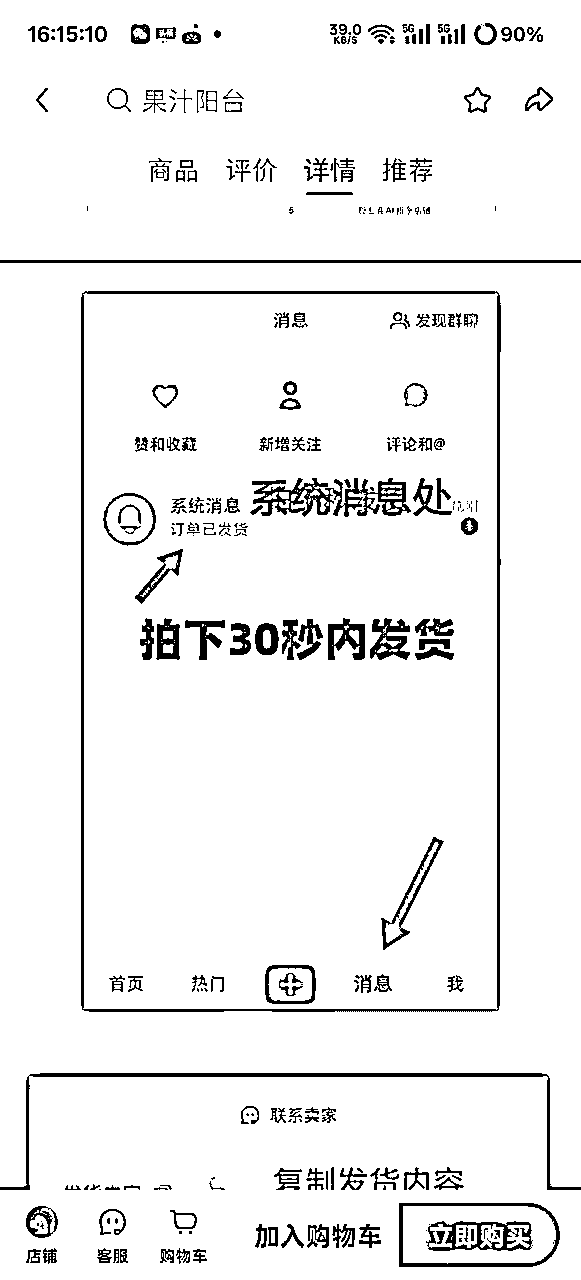 16:15:10
39.0 KB/S 5G 5G 90%
果汁阳台
商品 评价 详情 推荐
消息 发现群聊
赞和收藏 新增关注 评论和@
系统消息 系统消息处
订单已发货
拍下30秒内发货
首页 热门 消息 我
联系卖家
复制发货内容
店铺 客服 购物车 加入购物车 立即购买